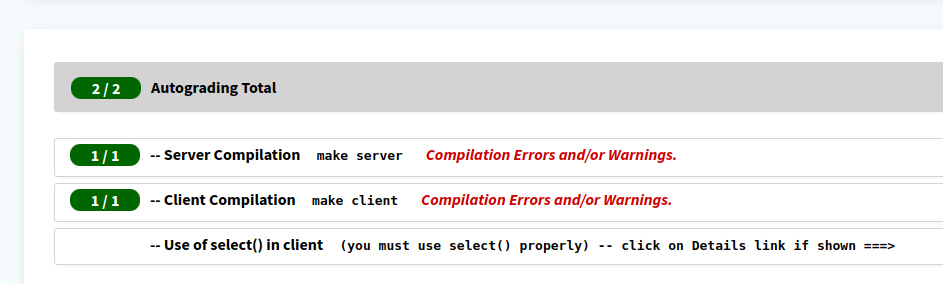 2 / 2 Autograding Total
1 / 1 -- Server Compilation make server Compilation Errors and/or Warnings.
1 / 1 -- Client Compilation make client Compilation Errors and/or Warnings.
-- Use of select() in client (you must use select() properly) -- click on Details link if shown ===>